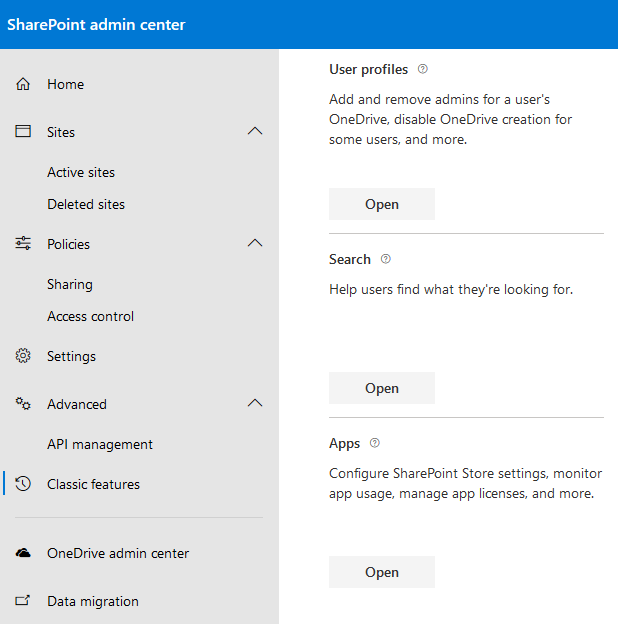 SharePoint admin center
Home
Sites
Active sites
Deleted sites
Policies
Sharing
Access control
Settings
Advanced
API management
Classic features
OneDrive admin center
Data migration
User profiles
Add and remove admins for a user's
OneDrive, disable OneDrive creation for
some users, and more.
Open
Search
Help users find what they're looking for.
Open
Apps
Configure SharePoint Store settings, monitor
app usage, manage app licenses, and more.
Open